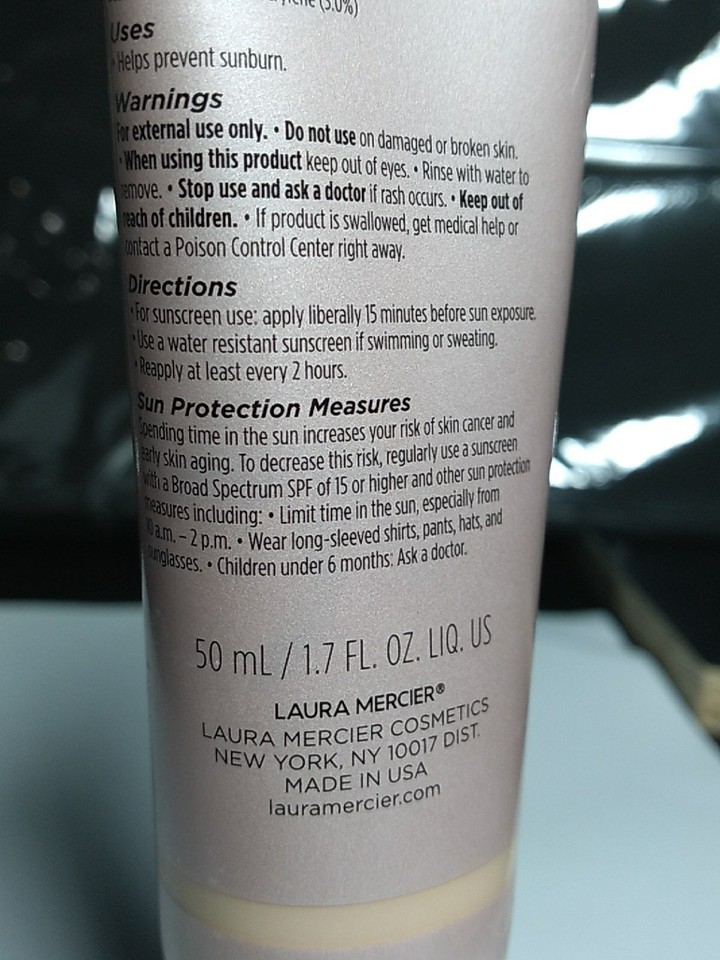 (3.0%)
Uses
• Helps prevent sunburn.
Warnings
For external use only. • Do not use on damaged or broken skin.
• When using this product keep out of eyes. • Rinse with water to
remove. • Stop use and ask a doctor if rash occurs. • Keep out of
reach of children. • If product is swallowed, get medical help or
contact a Poison Control Center right away.
Directions
• For sunscreen use: apply liberally 15 minutes before sun exposure.
• Use a water resistant sunscreen if swimming or sweating.
• Reapply at least every 2 hours.
Sun Protection Measures
Spending time in the sun increases your risk of skin cancer and
early skin aging. To decrease this risk, regularly use a sunscreen
with a Broad Spectrum SPF of 15 or higher and other sun protection
measures including: • Limit time in the sun, especially from
10 a.m. – 2 p.m. • Wear long-sleeved shirts, pants, hats, and
sunglasses. • Children under 6 months: Ask a doctor.
50 mL / 1.7 FL. OZ. LIQ. US
LAURA MERCIER®
LAURA MERCIER COSMETICS
NEW YORK, NY 10017 DIST.
MADE IN USA
lauramercier.com